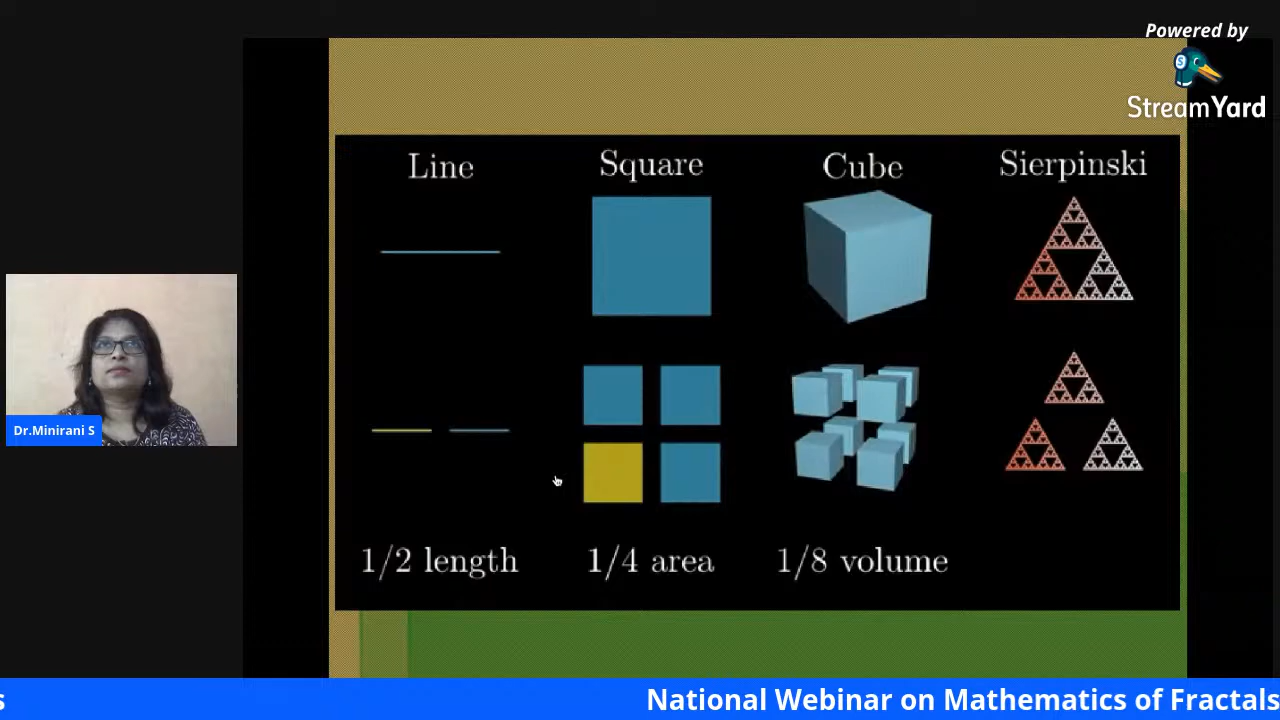 Powered by
StreamYard
Line Square Cube Sierpinski
1/2 length 1/4 area 1/8 volume
Dr.Minirani S
s National Webinar on Mathematics of Fractals